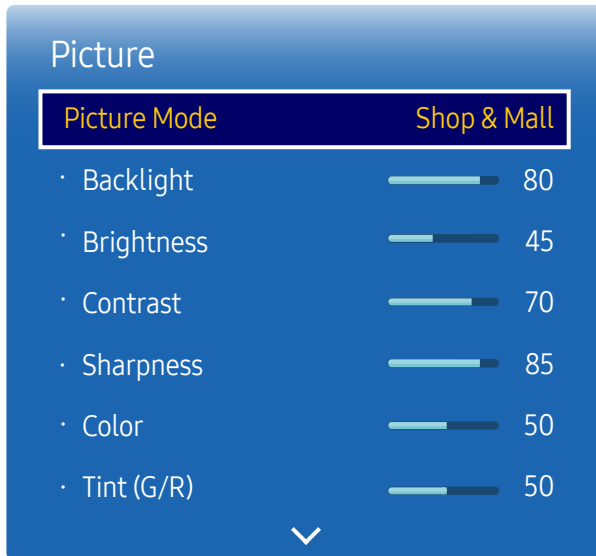 Picture
Picture Mode Shop & Mall
· Backlight 80
· Brightness 45
· Contrast 70
· Sharpness 85
· Color 50
· Tint (G/R) 50